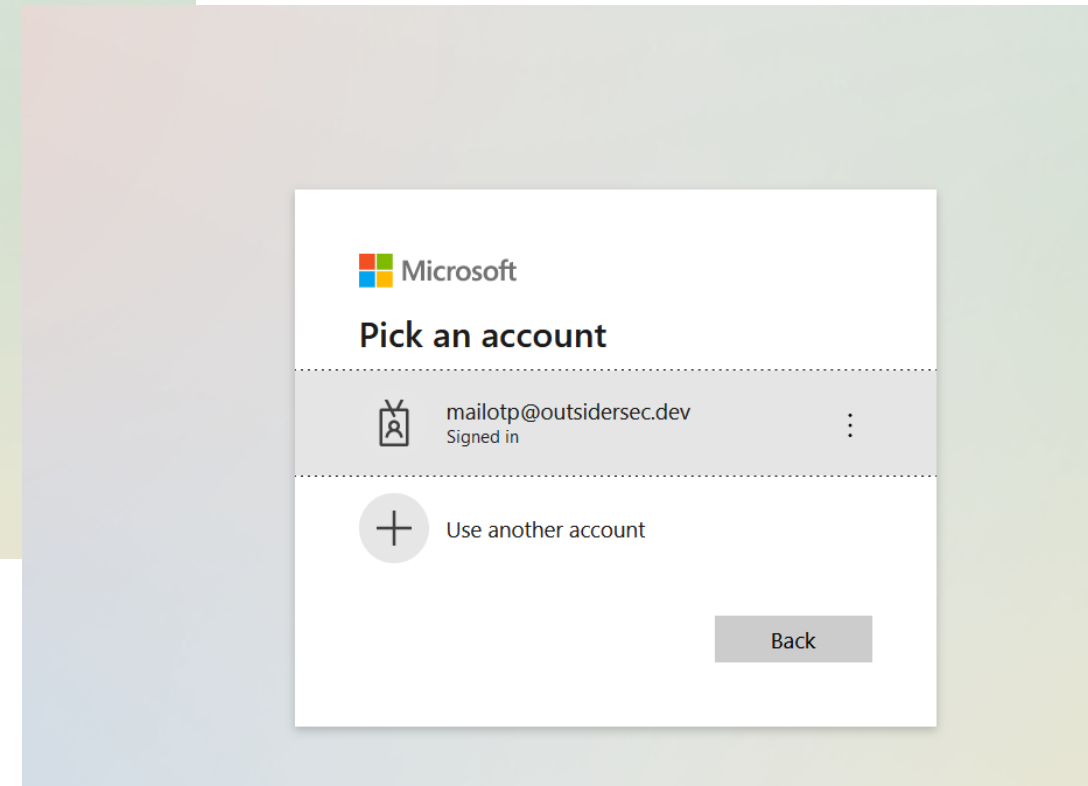 Microsoft
Pick an account
mailotp@outsidersec.dev
Signed in
Use another account
Back